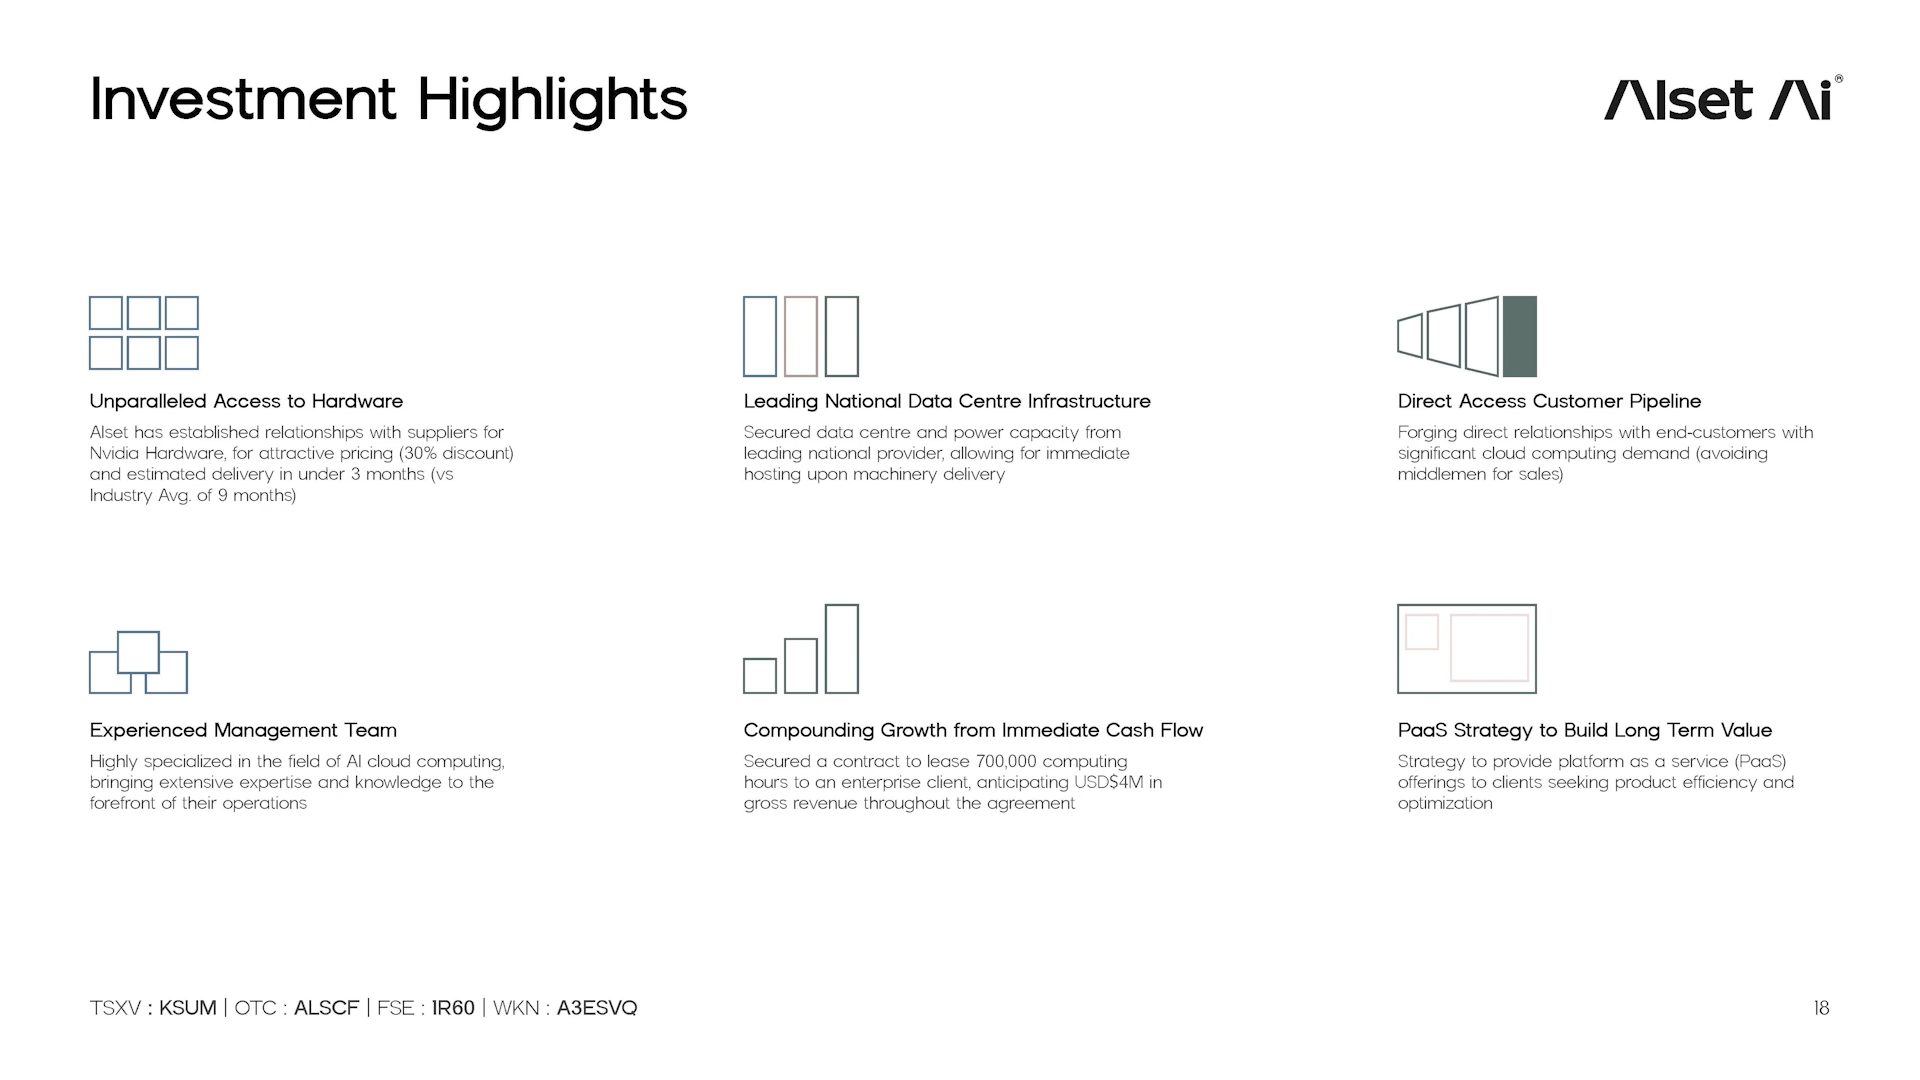 Investment Highlights
Alset Ai®
Unparalleled Access to Hardware
Alset has established relationships with suppliers for
Nvidia Hardware, for attractive pricing (30% discount)
and estimated delivery in under 3 months (vs
Industry Avg. of 9 months)
Leading National Data Centre Infrastructure
Secured data centre and power capacity from
leading national provider, allowing for immediate
hosting upon machinery delivery
Direct Access Customer Pipeline
Forging direct relationships with end-customers with
significant cloud computing demand (avoiding
middlemen for sales)
Experienced Management Team
Highly specialized in the field of AI cloud computing,
bringing extensive expertise and knowledge to the
forefront of their operations
Compounding Growth from Immediate Cash Flow
Secured a contract to lease 700,000 computing
hours to an enterprise client, anticipating USD$4M in
gross revenue throughout the agreement
PaaS Strategy to Build Long Term Value
Strategy to provide platform as a service (PaaS)
offerings to clients seeking product efficiency and
optimization
TSXV : KSUM | OTC : ALSCF | FSE : 1R60 | WKN : A3ESVQ
18